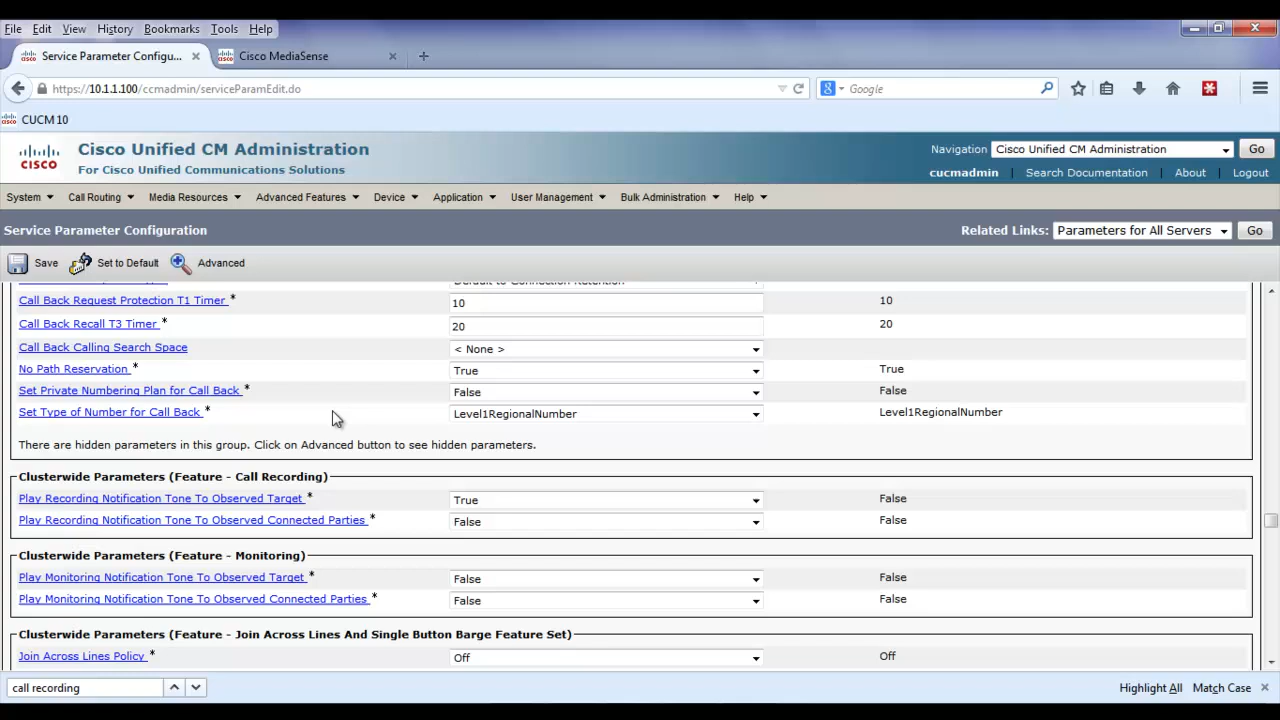 File Edit View History Bookmarks Tools Help
Service Parameter Configu... Cisco MediaSense
https://10.1.1.100/ccmadmin/serviceParamEdit.do Google
CUCM 10
Cisco Unified CM Administration
Navigation Cisco Unified CM Administration Go
CISCO
For Cisco Unified Communications Solutions
cucmadmin | Search Documentation | About | Logout
System Call Routing Media Resources Advanced Features Device Application User Management Bulk Administration Help
Service Parameter Configuration Related Links: Parameters for All Servers Go
Save Set to Default Advanced
Default to Connection Retention
Call Back Request Protection T1 Timer * 10 10
Call Back Recall T3 Timer * 20 20
Call Back Calling Search Space < None >
No Path Reservation * True True
Set Private Numbering Plan for Call Back * False False
Set Type of Number for Call Back * Level1RegionalNumber Level1RegionalNumber
There are hidden parameters in this group. Click on Advanced button to see hidden parameters.
Clusterwide Parameters (Feature - Call Recording)
Play Recording Notification Tone To Observed Target * True False
Play Recording Notification Tone To Observed Connected Parties * False False
Clusterwide Parameters (Feature - Monitoring)
Play Monitoring Notification Tone To Observed Target * False False
Play Monitoring Notification Tone To Observed Connected Parties * False False
Clusterwide Parameters (Feature - Join Across Lines And Single Button Barge Feature Set)
Join Across Lines Policy * Off Off
call recording Highlight All Match Case